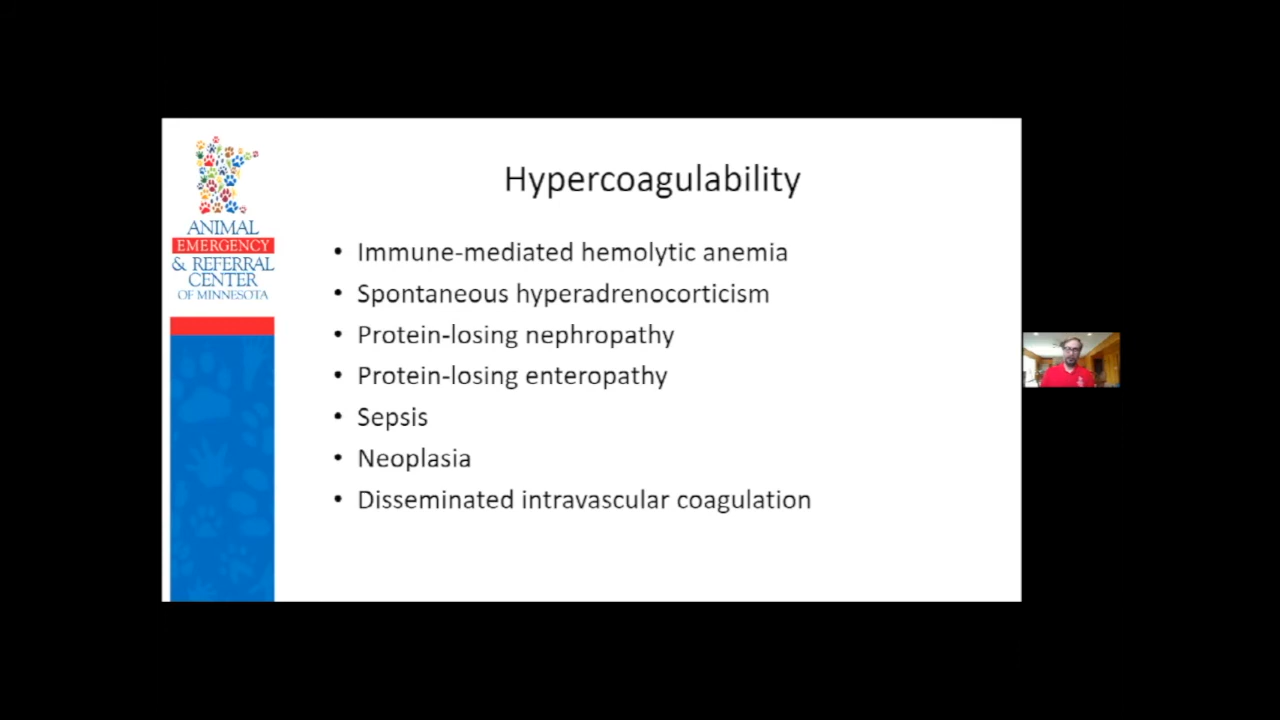 Hypercoagulability
ANIMAL
EMERGENCY
& REFERRAL
CENTER
OF MINNESOTA
• Immune-mediated hemolytic anemia
• Spontaneous hyperadrenocorticism
• Protein-losing nephropathy
• Protein-losing enteropathy
• Sepsis
• Neoplasia
• Disseminated intravascular coagulation